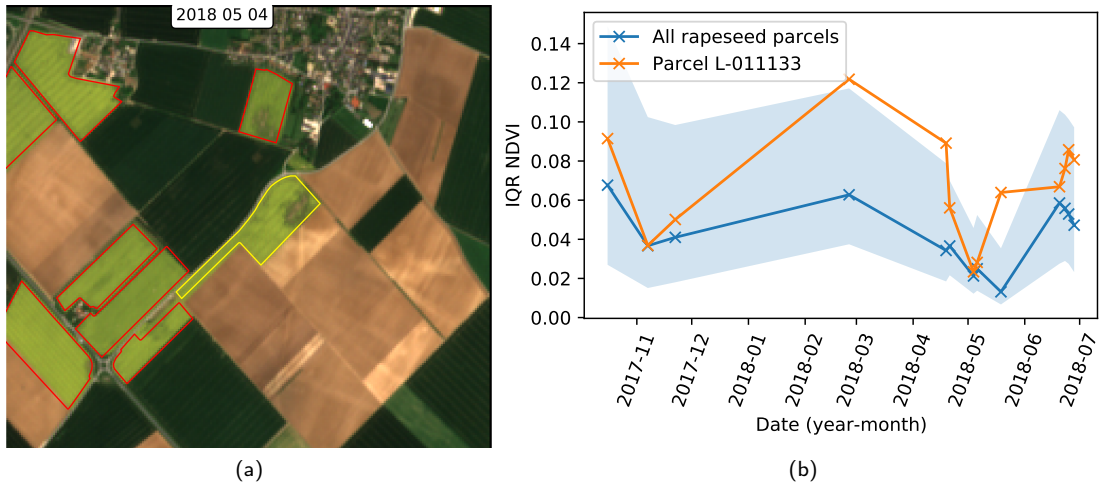 2018 05 04
(a)
All rapeseed parcels
Parcel L-011133
IQR NDVI
0.14
0.12
0.10
0.08
0.06
0.04
0.02
0.00
2017-11
2017-12
2018-01
2018-02
2018-03
2018-04
2018-05
2018-06
2018-07
Date (year-month)
(b)